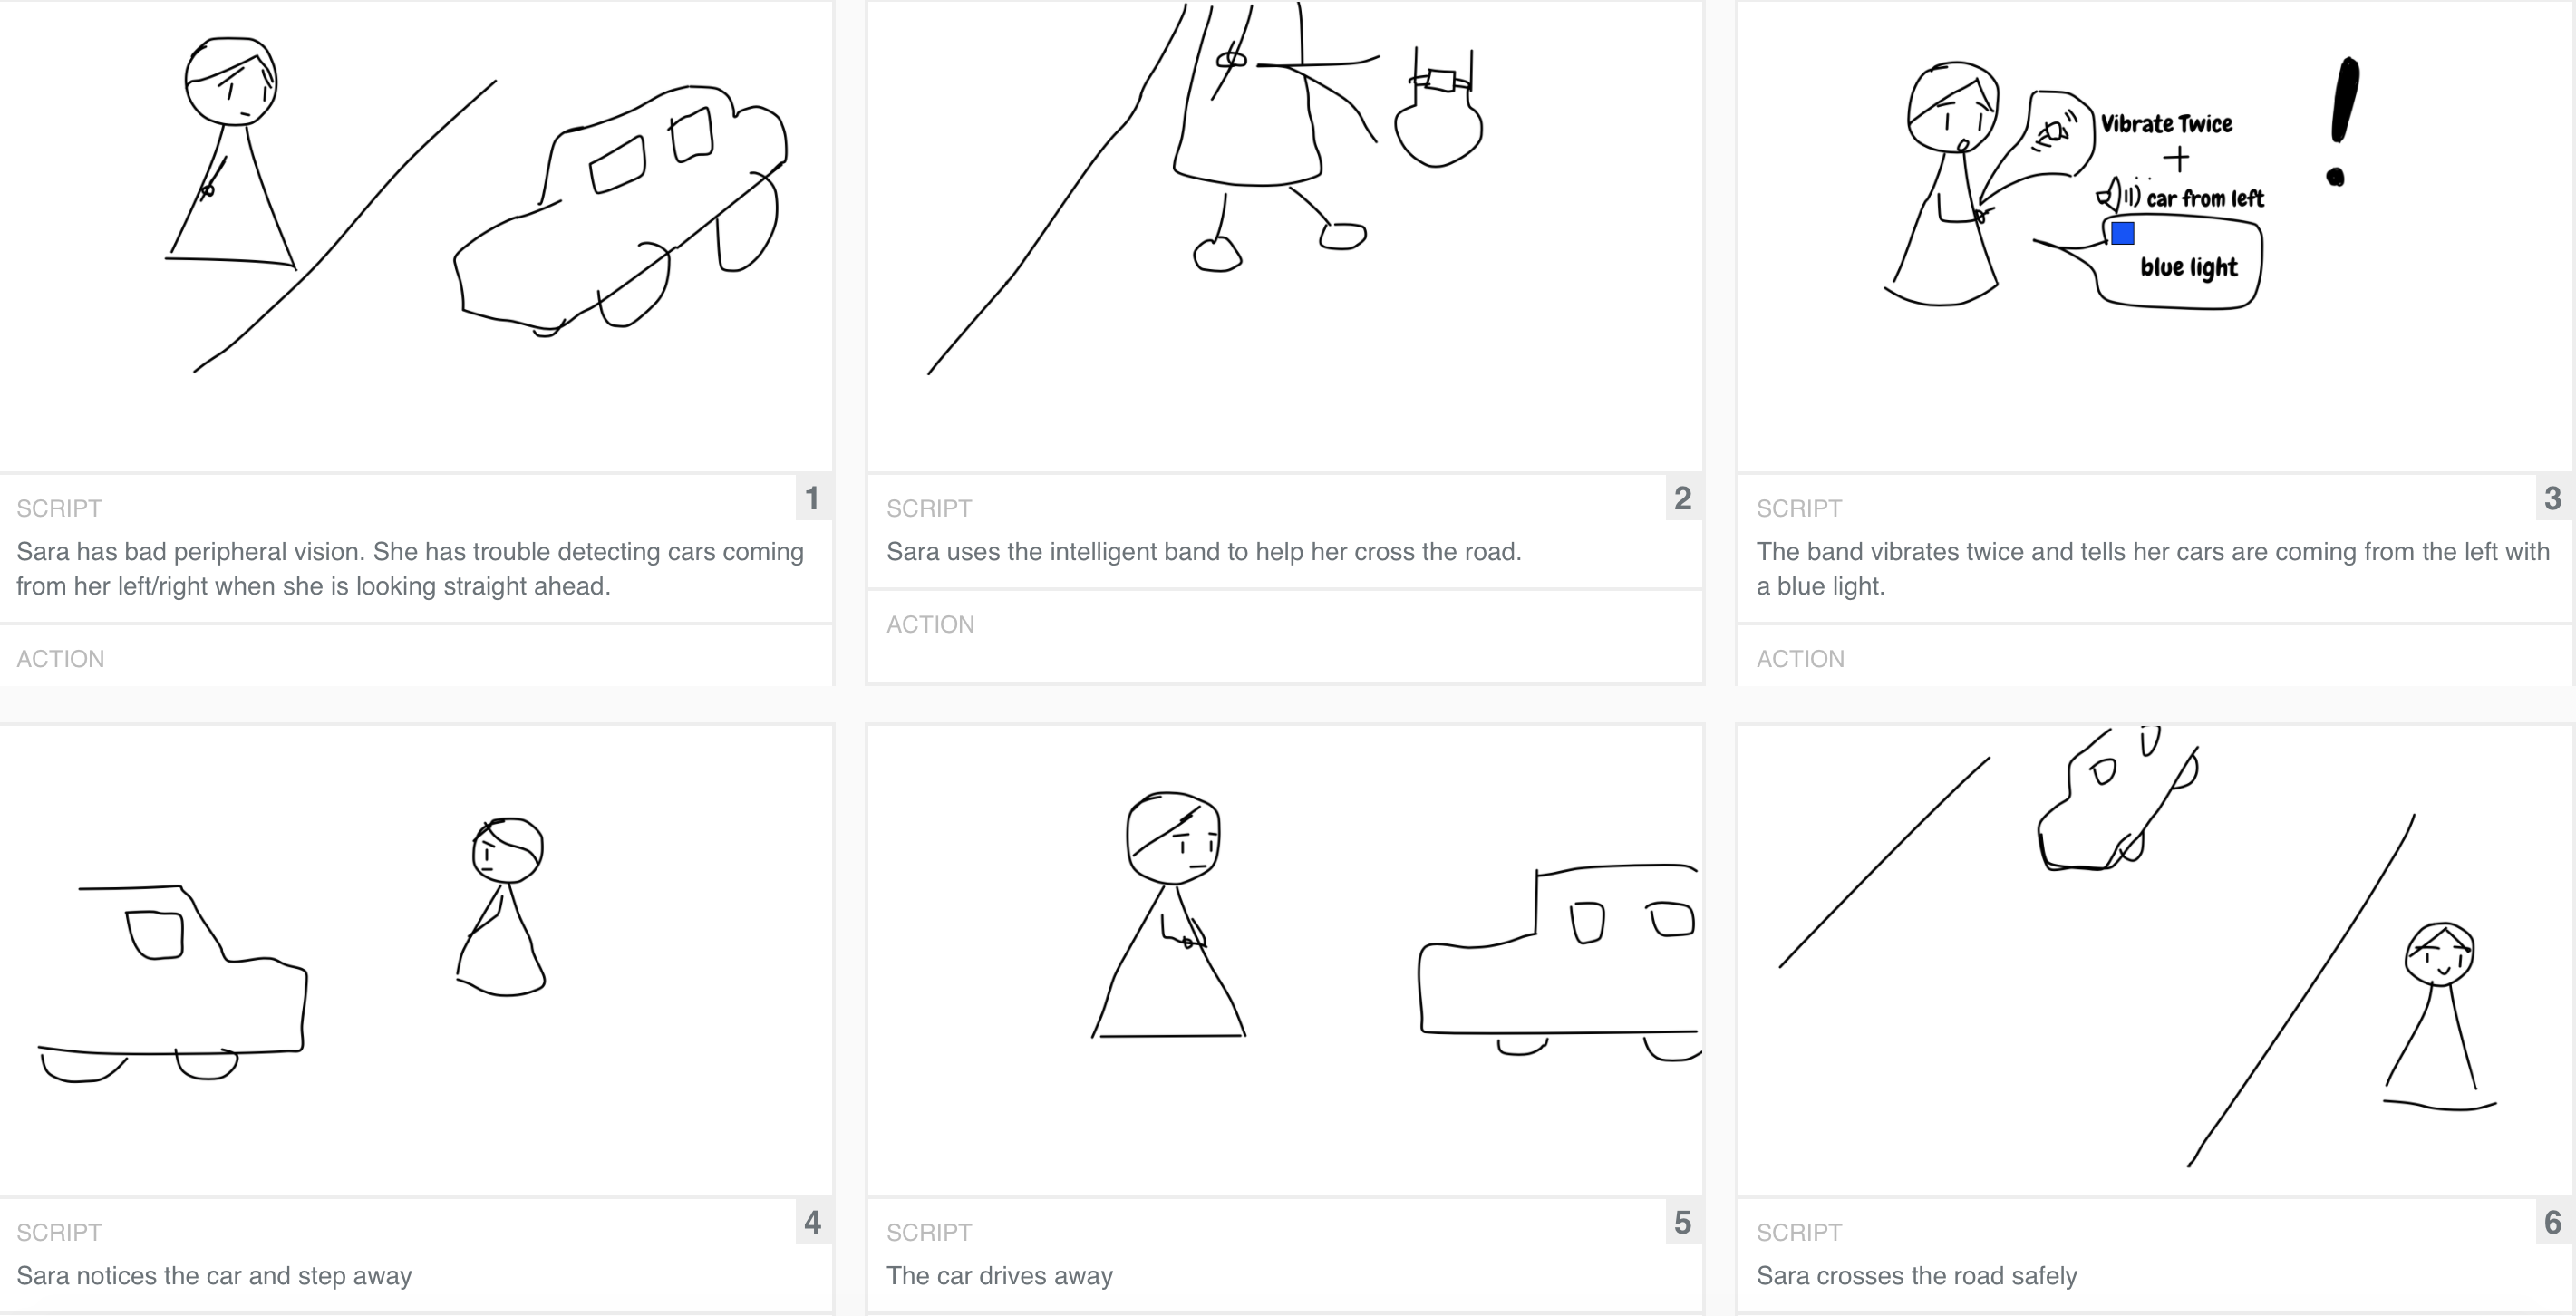 Vibrate Twice
+
car from left
blue light
1
SCRIPT
Sara has bad peripheral vision. She has trouble detecting cars coming
from her left/right when she is looking straight ahead.
ACTION
2
SCRIPT
Sara uses the intelligent band to help her cross the road.
ACTION
3
SCRIPT
The band vibrates twice and tells her cars are coming from the left with
a blue light.
ACTION
4
SCRIPT
Sara notices the car and step away
5
SCRIPT
The car drives away
6
SCRIPT
Sara crosses the road safely